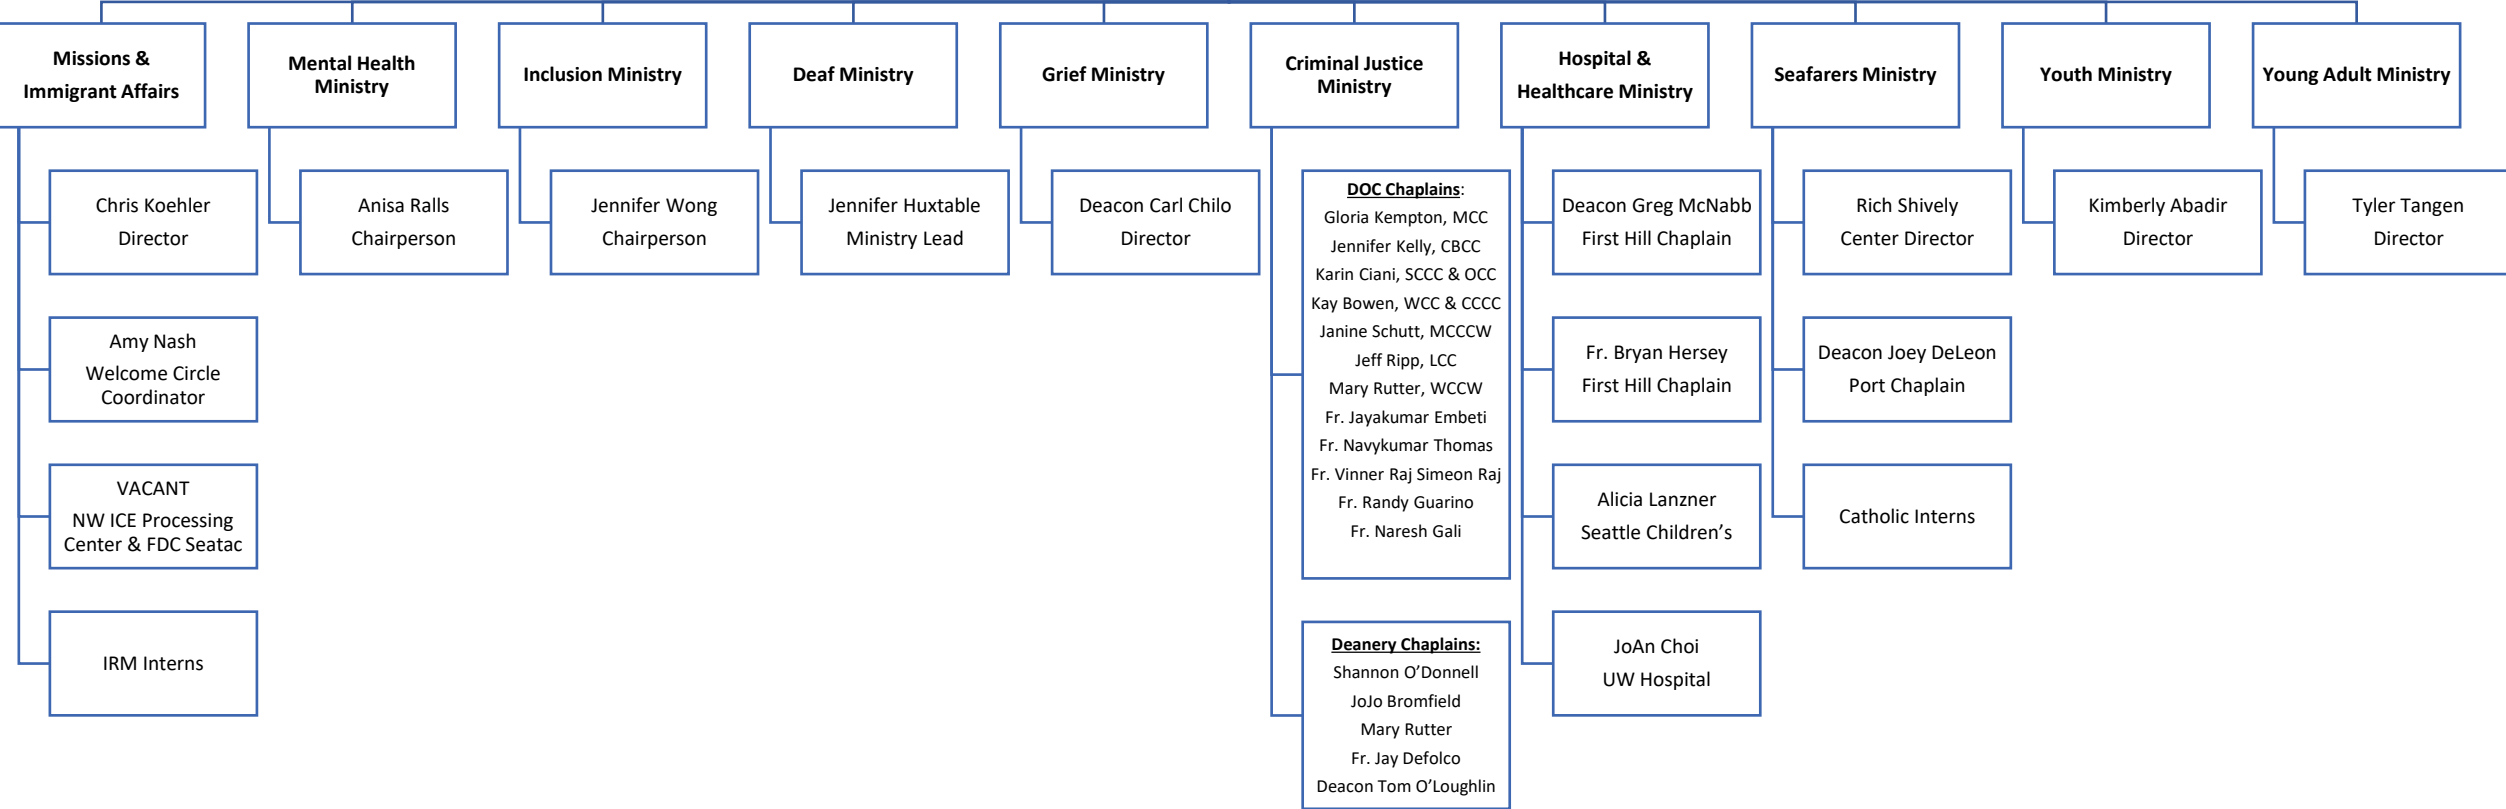 Missions &
Immigrant Affairs
Mental Health
Ministry
Inclusion Ministry
Deaf Ministry
Grief Ministry
Criminal Justice
Ministry
Hospital &
Healthcare Ministry
Seafarers Ministry
Youth Ministry
Young Adult Ministry
Chris Koehler
Director
Amy Nash
Welcome Circle
Coordinator
VACANT
NW ICE Processing
Center & FDC Seatac
IRM Interns
Anisa Ralls
Chairperson
Jennifer Wong
Chairperson
Jennifer Huxtable
Ministry Lead
Deacon Carl Chilo
Director
DOC Chaplains:
Gloria Kempton, MCC
Jennifer Kelly, CBCC
Karin Ciani, SCCC & OCC
Kay Bowen, WCC & CCCC
Janine Schutt, MCCCW
Jeff Ripp, LCC
Mary Rutter, WCCW
Fr. Jayakumar Embeti
Fr. Navykumar Thomas
Fr. Vinner Raj Simeon Raj
Fr. Randy Guarino
Fr. Naresh Gali
Deanery Chaplains:
Shannon O’Donnell
JoJo Bromfield
Mary Rutter
Fr. Jay Defolco
Deacon Tom O’Loughlin
Deacon Greg McNabb
First Hill Chaplain
Fr. Bryan Hersey
First Hill Chaplain
Alicia Lanzner
Seattle Children’s
JoAn Choi
UW Hospital
Rich Shively
Center Director
Deacon Joey DeLeon
Port Chaplain
Catholic Interns
Kimberly Abadir
Director
Tyler Tangen
Director